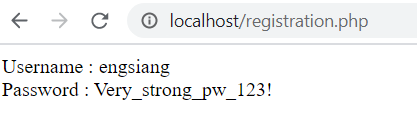 localhost/registration.php
Username : engsiang
Password : Very_strong_pw_123!